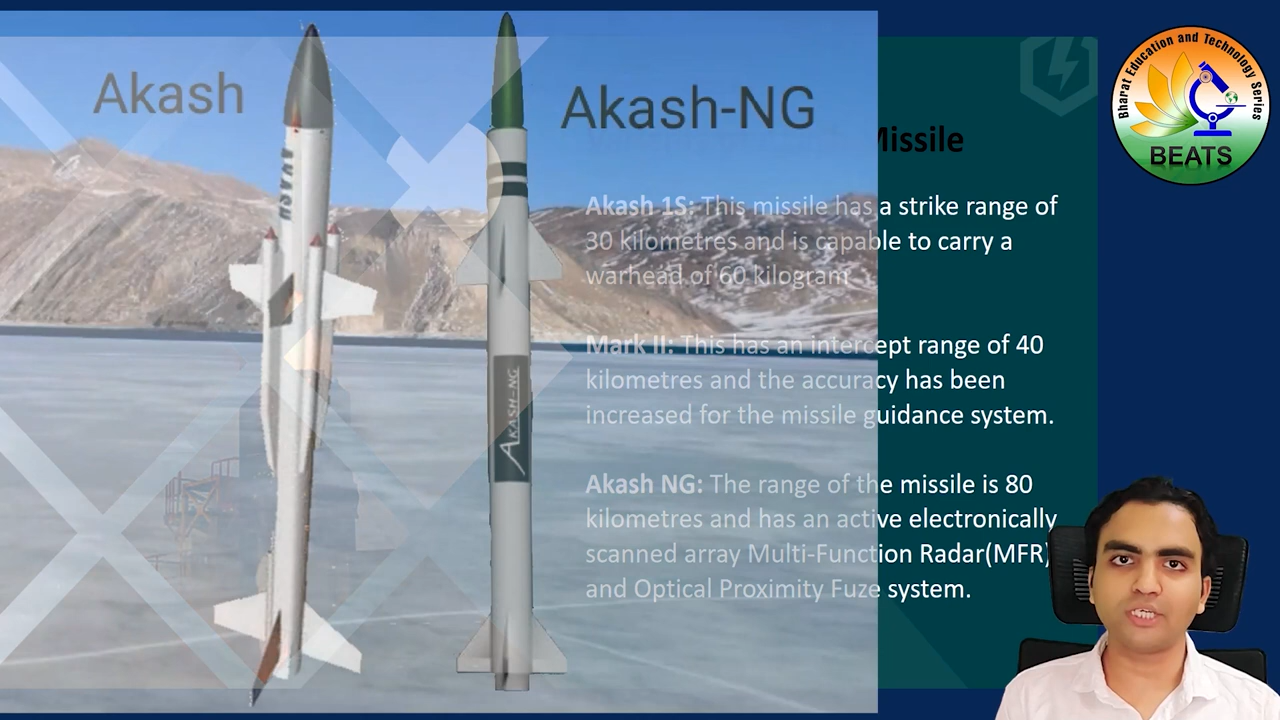 Akash
Akash-NG
Missile
Akash 1S: This missile has a strike range of
30 kilometres and is capable to carry a
warhead of 60 kilogram
Mark II: This has an intercept range of 40
kilometres and the accuracy has been
increased for the missile guidance system.
Akash NG: The range of the missile is 80
kilometres and has an active electronically
scanned array Multi-Function Radar(MFR)
and Optical Proximity Fuze system.
AKASH
AKASH-NG
Bharat Education and Technology Series
BEATS